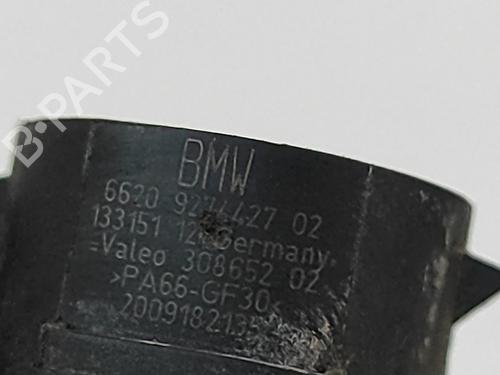 B·PARTS
BMW
6620 9274427 02
133151 12 Germany
=Valeo 308652 02
>PA66-GF30<